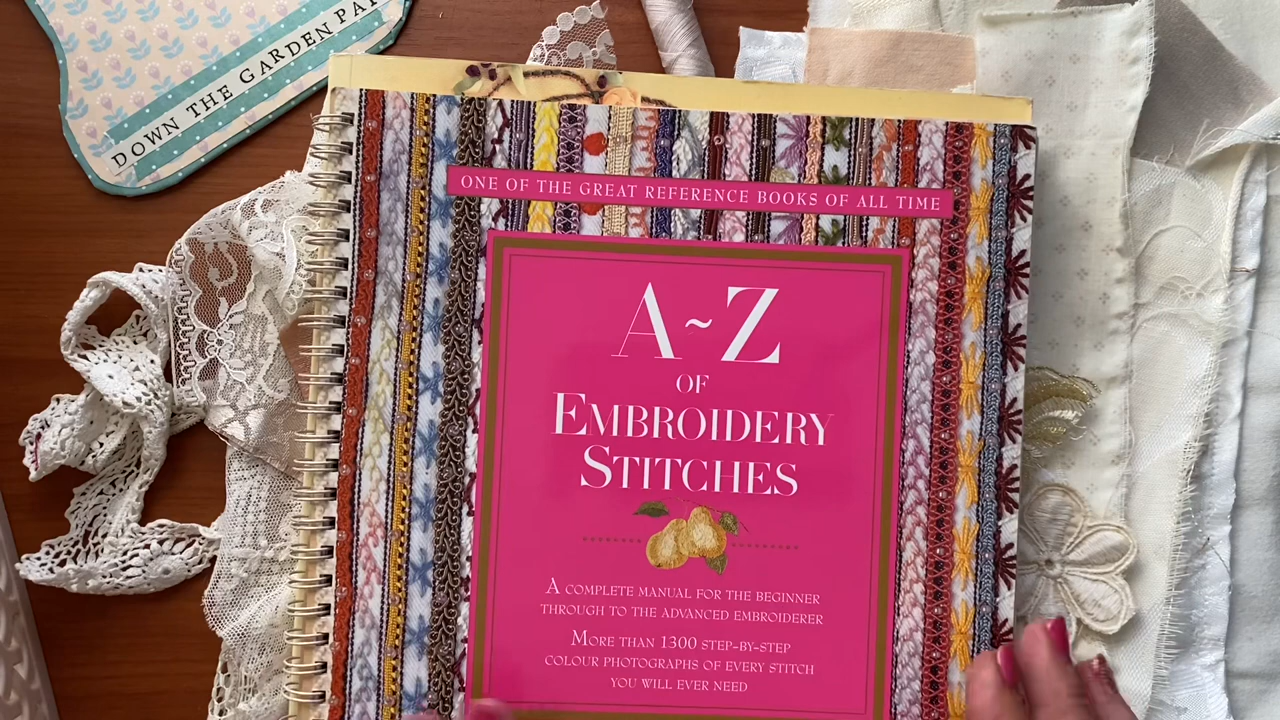 DOWN THE GARDEN PA
ONE OF THE GREAT REFERENCE BOOKS OF ALL TIME
A~Z
OF
EMBROIDERY
STITCHES
A COMPLETE MANUAL FOR THE BEGINNER
THROUGH TO THE ADVANCED EMBROIDERER
MORE THAN 1300 STEP-BY-STEP
COLOUR PHOTOGRAPHS OF EVERY STITCH
YOU WILL EVER NEED